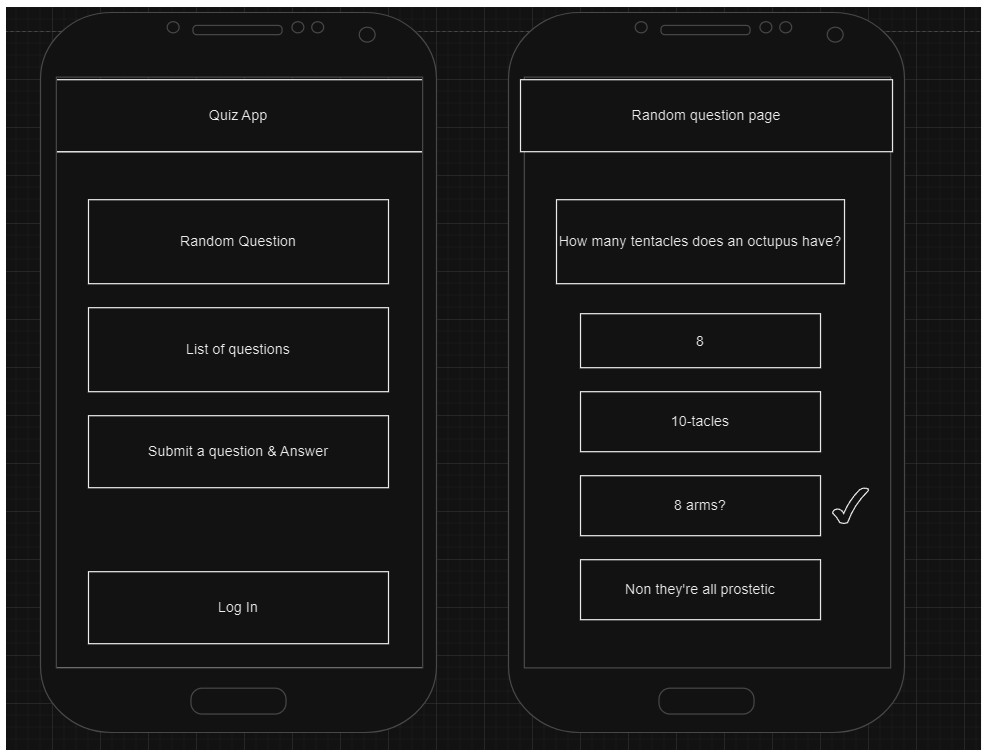 Quiz App
Random Question
List of questions
Submit a question & Answer
Log In
Random question page
How many tentacles does an octupus have?
8
10-tacles
8 arms?
Non they're all prostetic